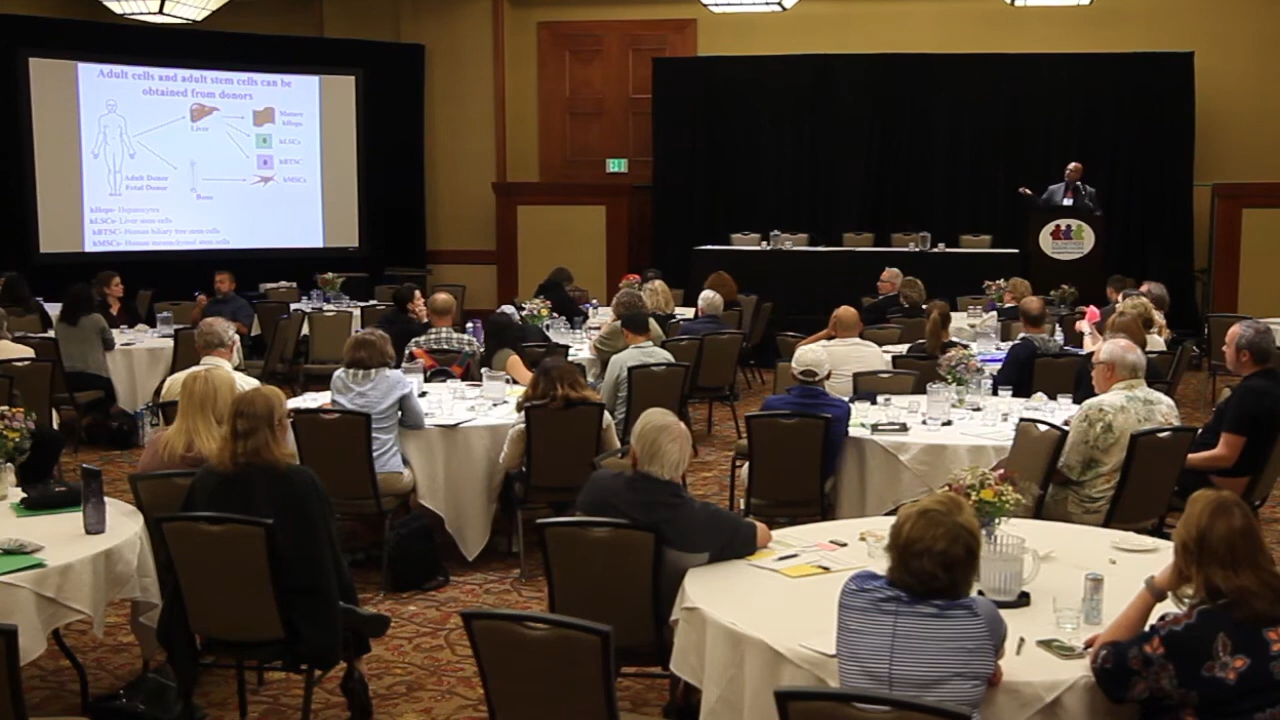 Adult cells and adult stem cells can be
obtained from donors
Liver
Mature
hHeps
hLSCs
hBTSC
hMSCs
Adult Donor
Fetal Donor
Bone
hHeps- Hepatocytes
hLSCs- Liver stem cells
hBTSC- Human biliary tree stem cells
hMSCs- Human mesenchymal stem cells